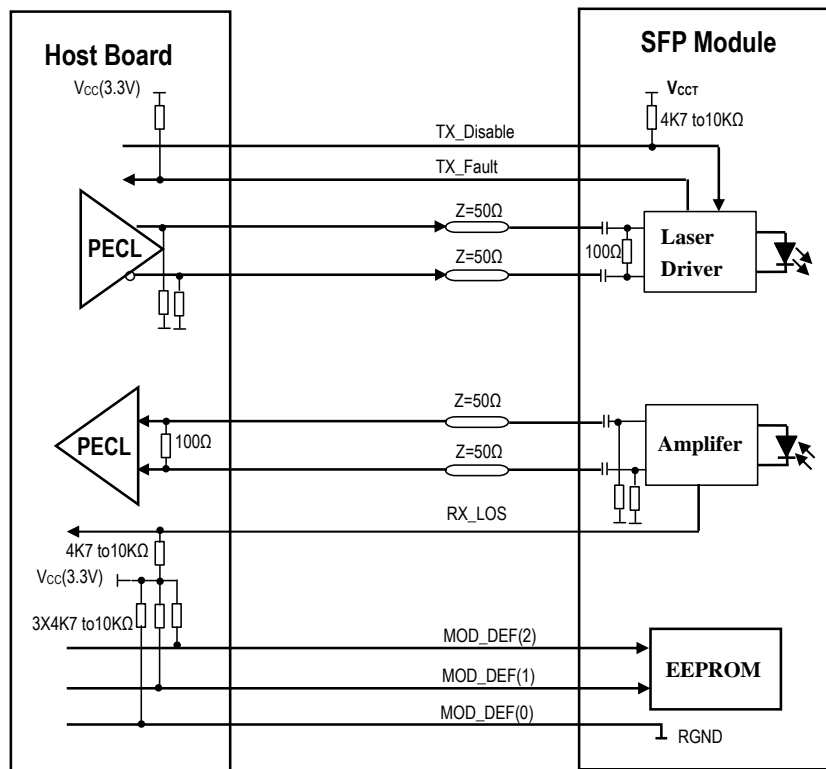 Host Board
SFP Module
Vcc(3.3V)
VCCT
4K7 to10KΩ
TX_Disable
TX_Fault
Z=50Ω
PECL
100Ω
Laser
Driver
Z=50Ω
Z=50Ω
PECL
100Ω
Amplifer
Z=50Ω
RX_LOS
4K7 to10KΩ
Vcc(3.3V)
3X4K7 to10KΩ
MOD_DEF(2)
EEPROM
MOD_DEF(1)
MOD_DEF(0)
RGND